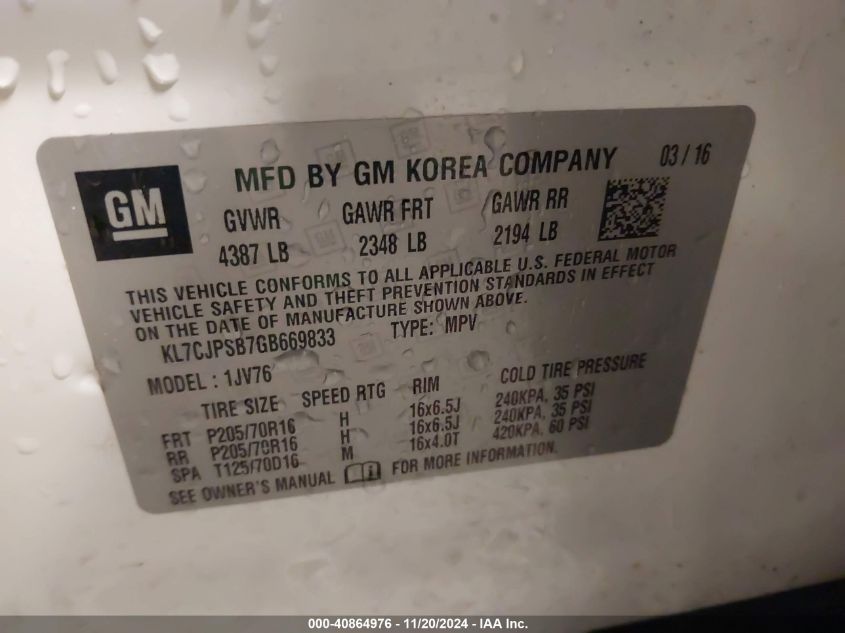 GM
MFD BY GM KOREA COMPANY 03 / 16
GVWR GAWR FRT GAWR RR
4387 LB 2348 LB 2194 LB
THIS VEHICLE CONFORMS TO ALL APPLICABLE U.S. FEDERAL MOTOR
VEHICLE SAFETY AND THEFT PREVENTION STANDARDS IN EFFECT
ON THE DATE OF MANUFACTURE SHOWN ABOVE.
KL7CJPSB7GB669833 TYPE: MPV
MODEL : 1JV76
TIRE SIZE SPEED RTG RIM COLD TIRE PRESSURE
FRT P205/70R16 H 16x6.5J 240KPA, 35 PSI
RR P205/70R16 H 16x6.5J 240KPA, 35 PSI
SPA T125/70D16 M 16x4.0T 420KPA, 60 PSI
SEE OWNER'S MANUAL FOR MORE INFORMATION.
000-40864976 - 11/20/2024 - IAA Inc.